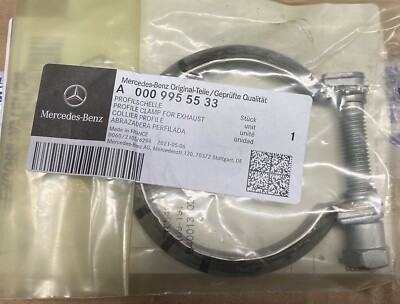 Mercedes-Benz Original-Teile/Geprüfte Qualität
A 000 995 55 33
PROFILSCHELLE
PROFILE CLAMP FOR EXHAUST
COLLIER PROFILE
ABRAZADERA PERFILADA
Stück
unit
unité
unidad
1
Made in FRANCE
2021-05-06
Mercedes-Benz AG, Mercedesstr.120, 70372 Stuttgart, DE
Mercedes-Benz